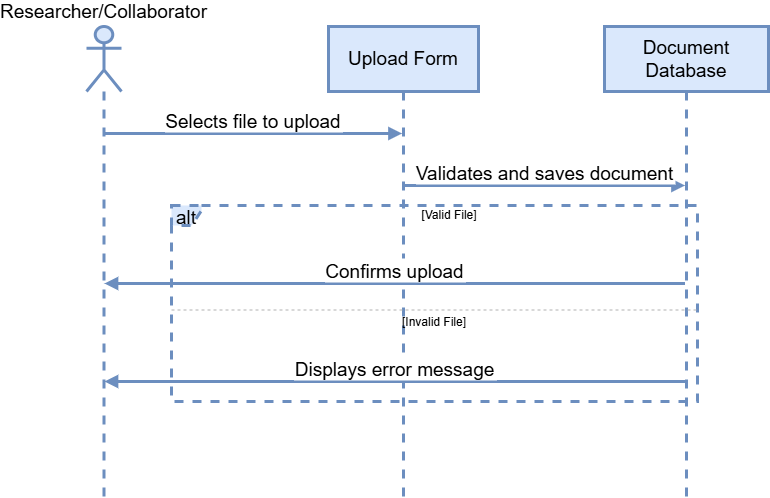 Researcher/Collaborator
Upload Form
Document
Database
Selects file to upload
Validates and saves document
alt
[Valid File]
Confirms upload
[Invalid File]
Displays error message